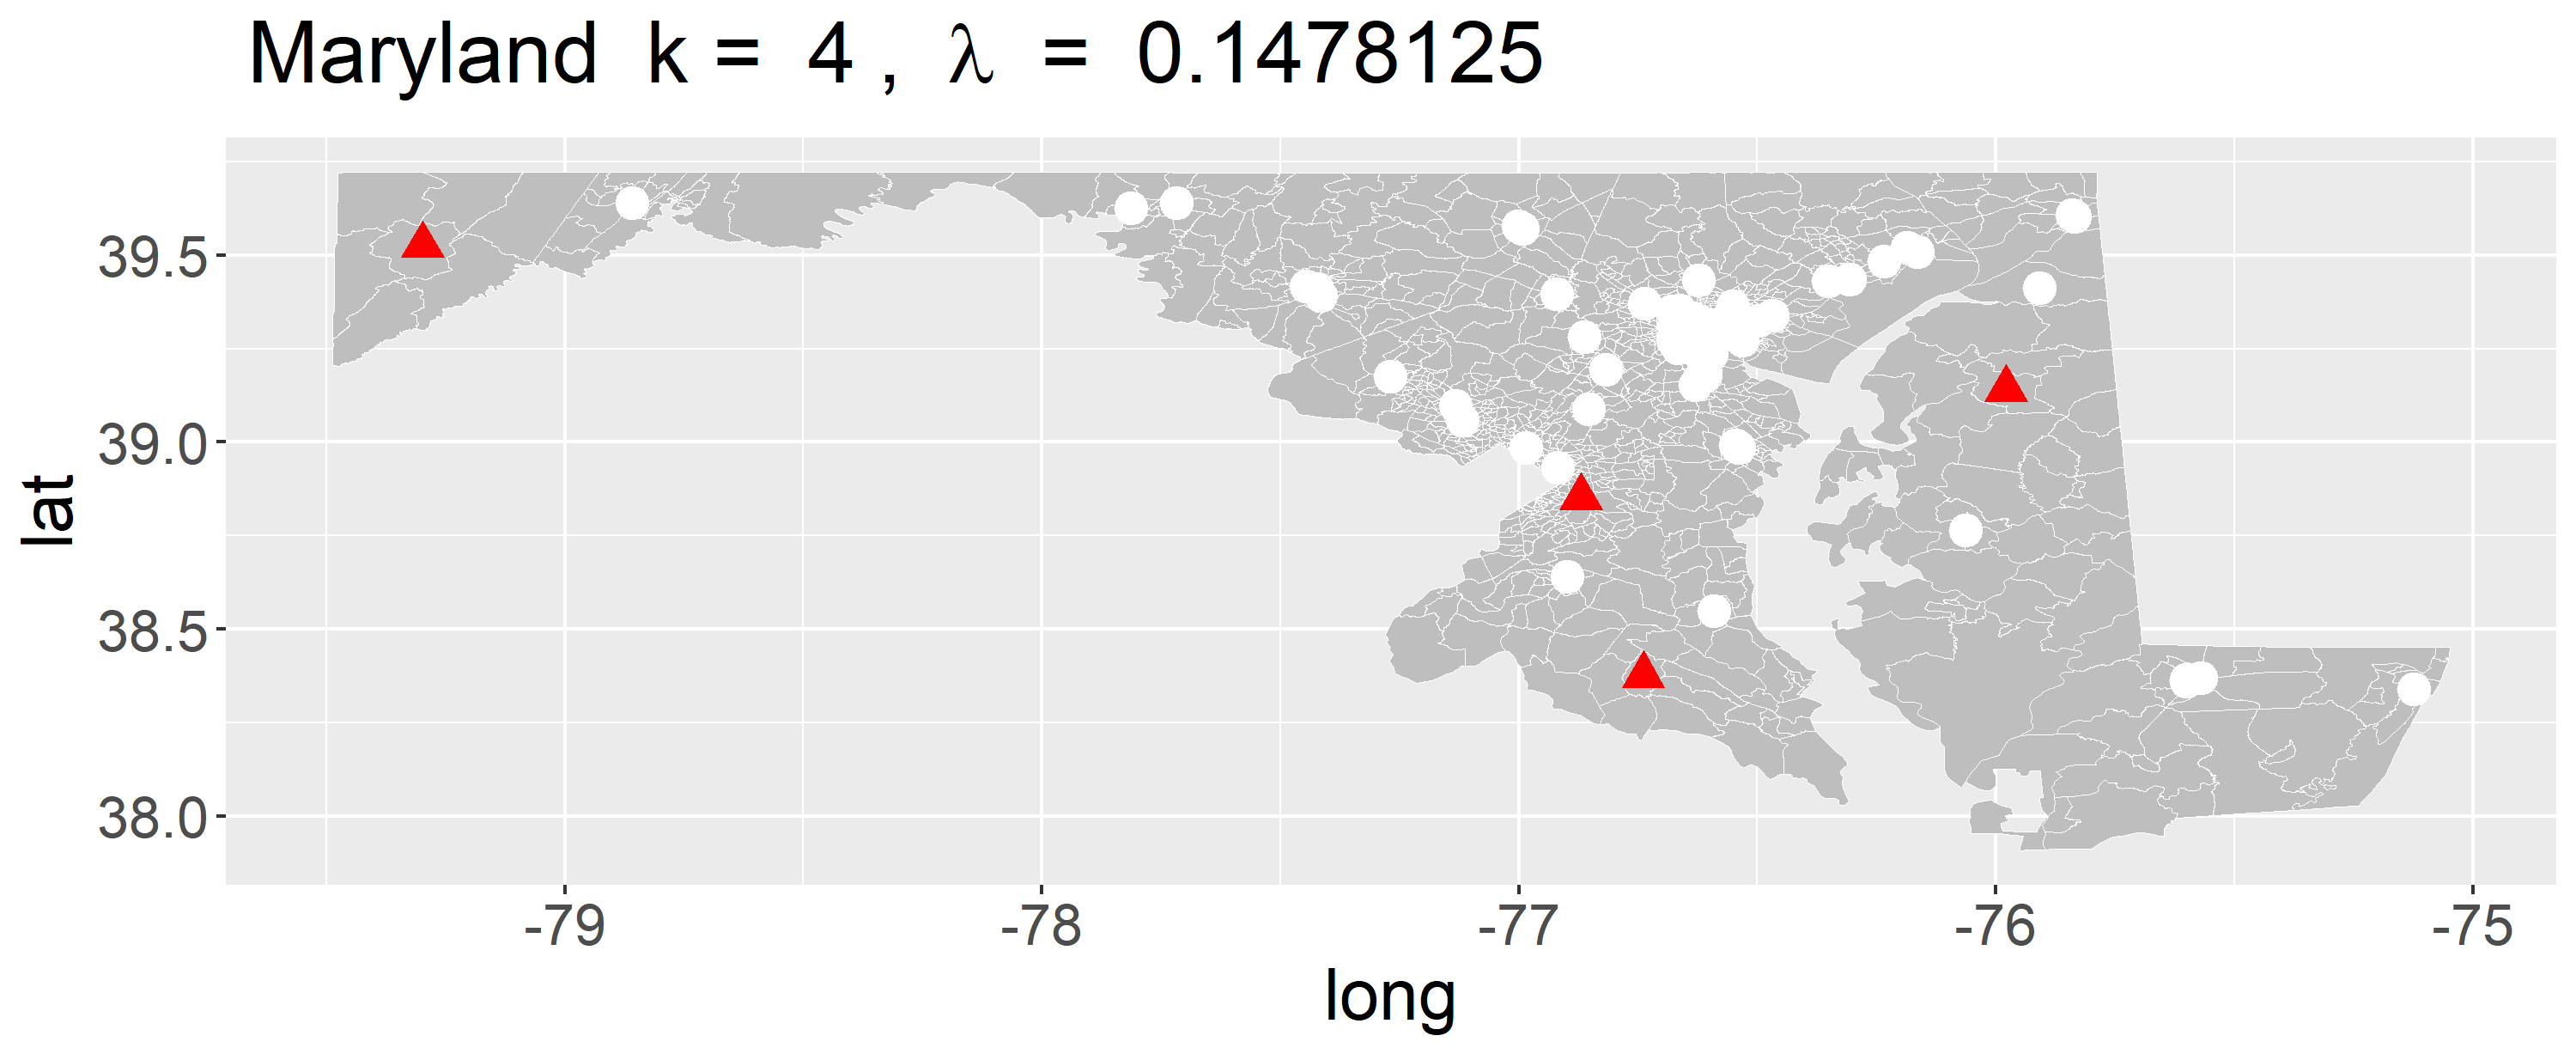 Maryland k = 4 , λ = 0.1478125
lat
39.5
39.0
38.5
38.0
-79 -78 -77 -76 -75
long